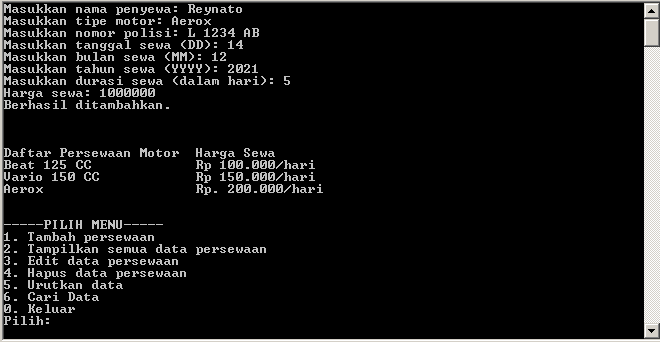 Masukkan nama penyewa: Reynato
Masukkan tipe motor: Aerox
Masukkan nomor polisi: L 1234 AB
Masukkan tanggal sewa (DD): 14
Masukkan bulan sewa (MM): 12
Masukkan tahun sewa (YYYY): 2021
Masukkan durasi sewa (dalam hari): 5
Harga sewa: 1000000
Berhasil ditambahkan.
Daftar Persewaan Motor  Harga Sewa
Beat 125 CC             Rp 100.000/hari
Vario 150 CC            Rp 150.000/hari
Aerox                   Rp. 200.000/hari
-----PILIH MENU-----
1. Tambah persewaan
2. Tampilkan semua data persewaan
3. Edit data persewaan
4. Hapus data persewaan
5. Urutkan data
6. Cari Data
0. Keluar
Pilih: